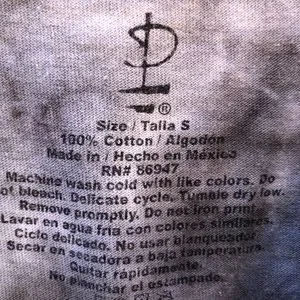 ®
Size / Talla S
100% Cotton / Algodón
Made in / Hecho en México
RN# 86947
Machine wash cold with like colors. Do
not bleach. Delicate cycle. Tumble dry low.
Remove promptly. Do not iron print
Lavar en agua fria con colores similares.
Ciclo delicado. No usar blanqueador
Secar en secadora a baja temperatura.
Quitar rápidamente.
No planchar el estampado.